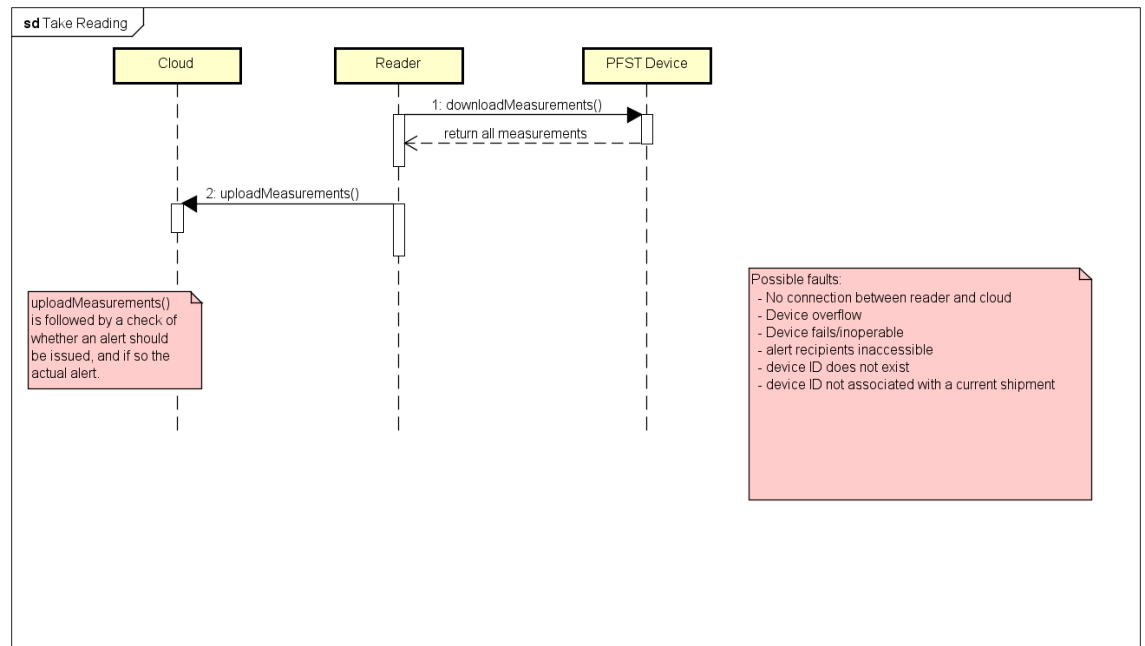 sd Take Reading
Cloud
Reader
PFST Device
1: downloadMeasurements()
return all measurements
2: uploadMeasurements()
uploadMeasurements()
is followed by a check of
whether an alert should
be issued, and if so the
actual alert.
Possible faults:
- No connection between reader and cloud
- Device overflow
- Device fails/inoperable
- alert recipients inaccessible
- device ID does not exist
- device ID not associated with a current shipment